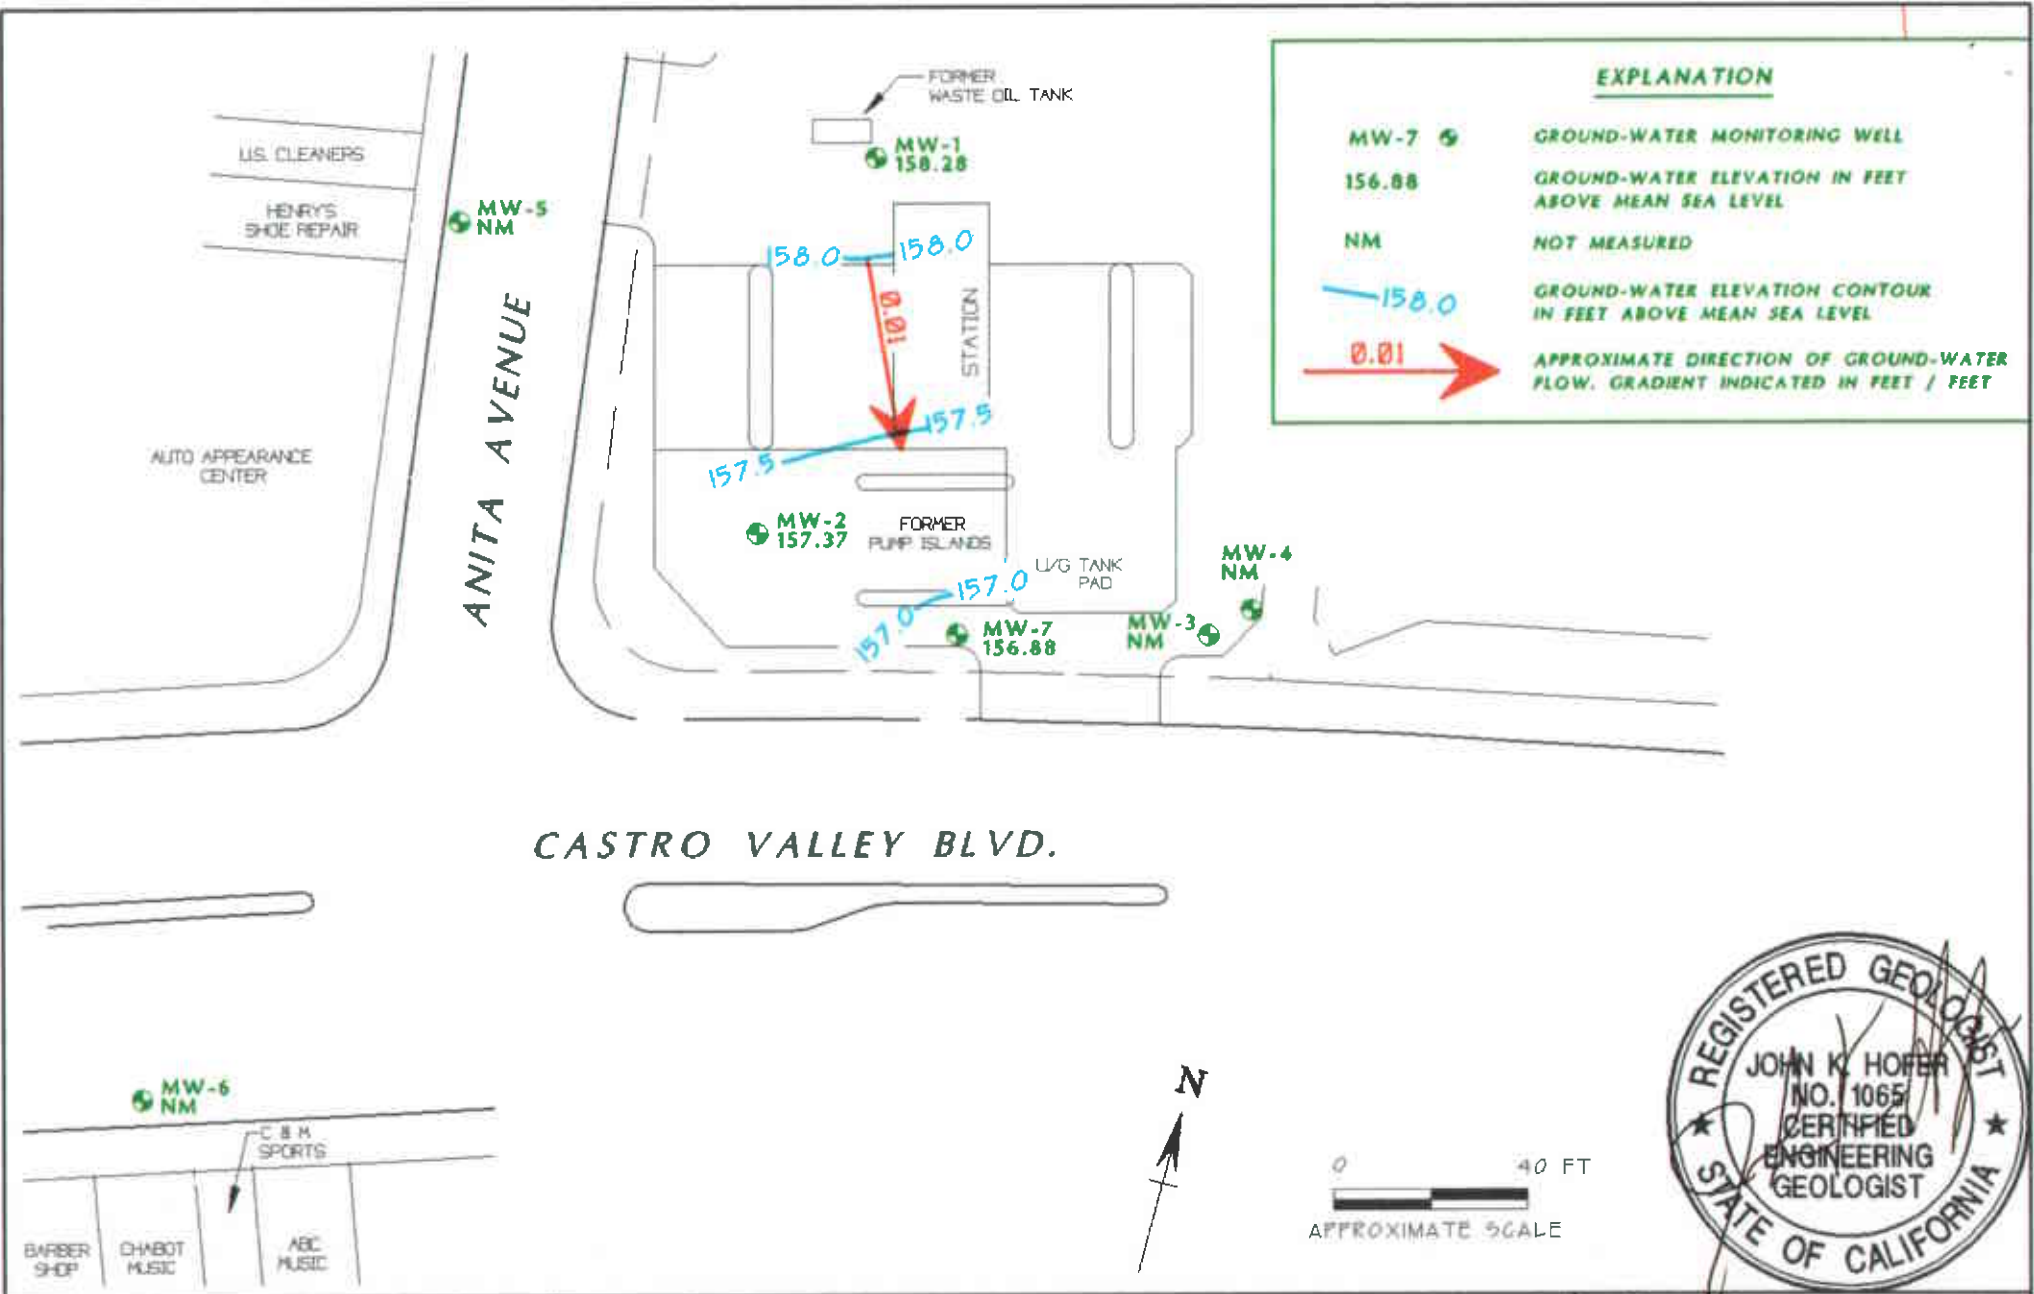 FORMER
WASTE OIL TANK
MW-1
158.28
U.S. CLEANERS
HENRY'S
SHOE REPAIR
MW-5
NM
158.0
158.0
0.01
STATION
ANITA AVENUE
AUTO APPEARANCE
CENTER
157.5
157.5
MW-2
157.37
FORMER
PUMP ISLANDS
U/G TANK
PAD
157.0
157.0
MW-7
156.88
MW-3
NM
MW-4
NM
EXPLANATION
MW-7 GROUND-WATER MONITORING WELL
156.88 GROUND-WATER ELEVATION IN FEET
ABOVE MEAN SEA LEVEL
NM NOT MEASURED
158.0 GROUND-WATER ELEVATION CONTOUR
IN FEET ABOVE MEAN SEA LEVEL
0.01 APPROXIMATE DIRECTION OF GROUND-WATER
FLOW. GRADIENT INDICATED IN FEET / FEET
CASTRO VALLEY BLVD.
MW-6
NM
C & M
SPORTS
BARBER
SHOP
CHABOT
MUSIC
ABC
MUSIC
N
0 40 FT
APPROXIMATE SCALE
REGISTERED GEOLOGIST
JOHN K. HOFER
NO. 1065
CERTIFIED
ENGINEERING
GEOLOGIST
STATE OF CALIFORNIA